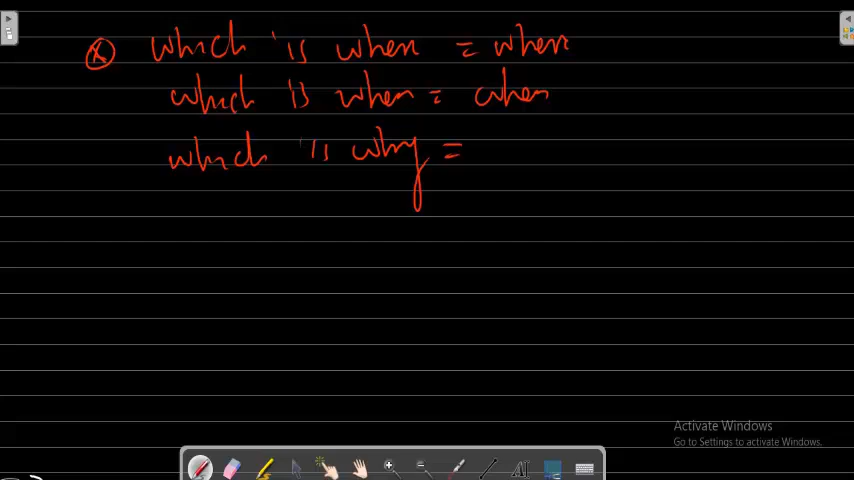 which is when = when
which is when = when
which is why =
Activate Windows
Go to Settings to activate Windows.